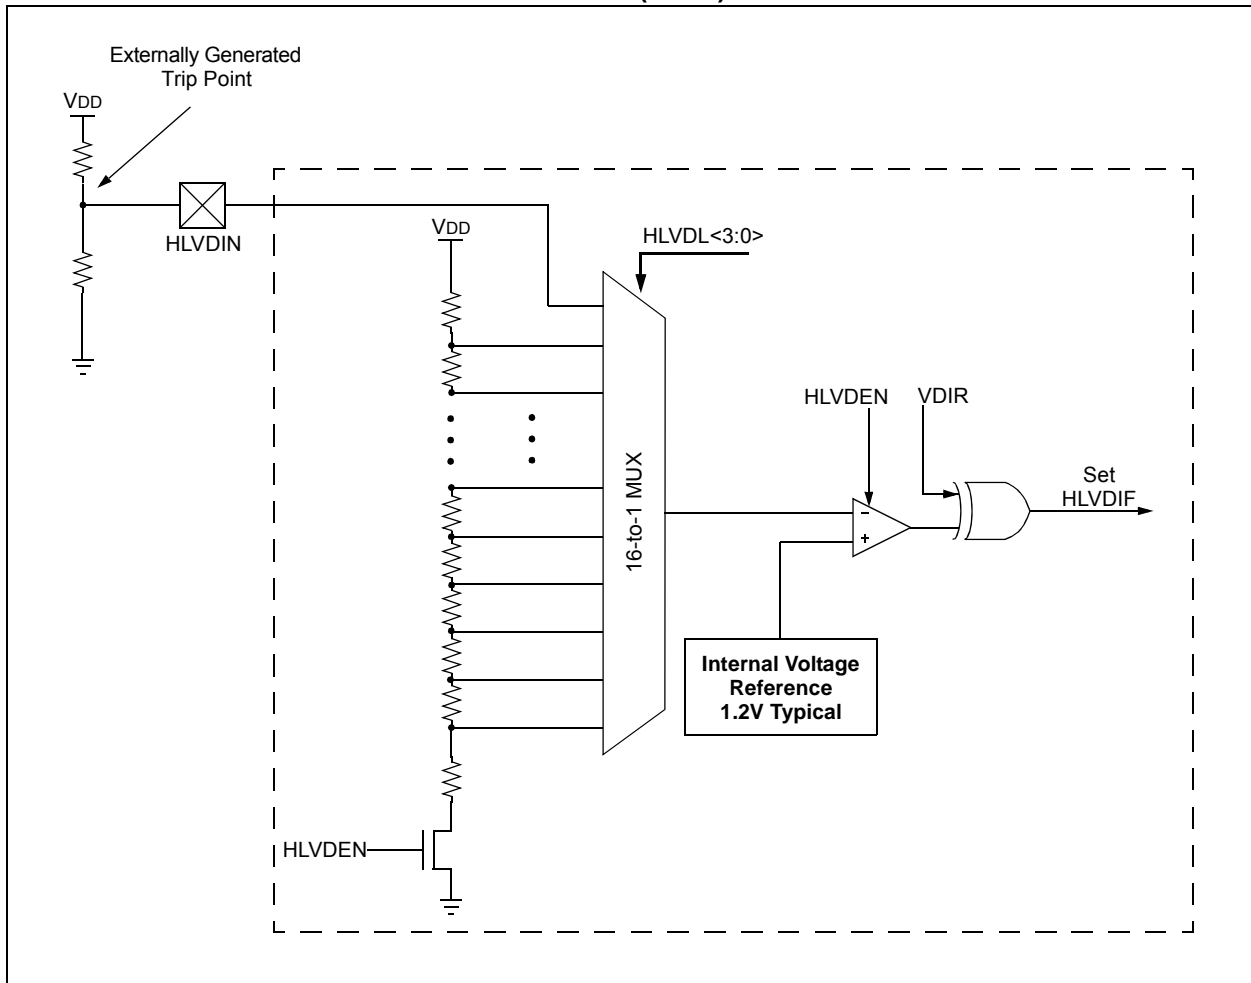 Externally Generated
Trip Point
VDD
HLVDIN
VDD
HLVDL<3:0>
16-to-1 MUX
HLVDEN
VDIR
Set
HLVDIF
-
+
Internal Voltage
Reference
1.2V Typical
HLVDEN